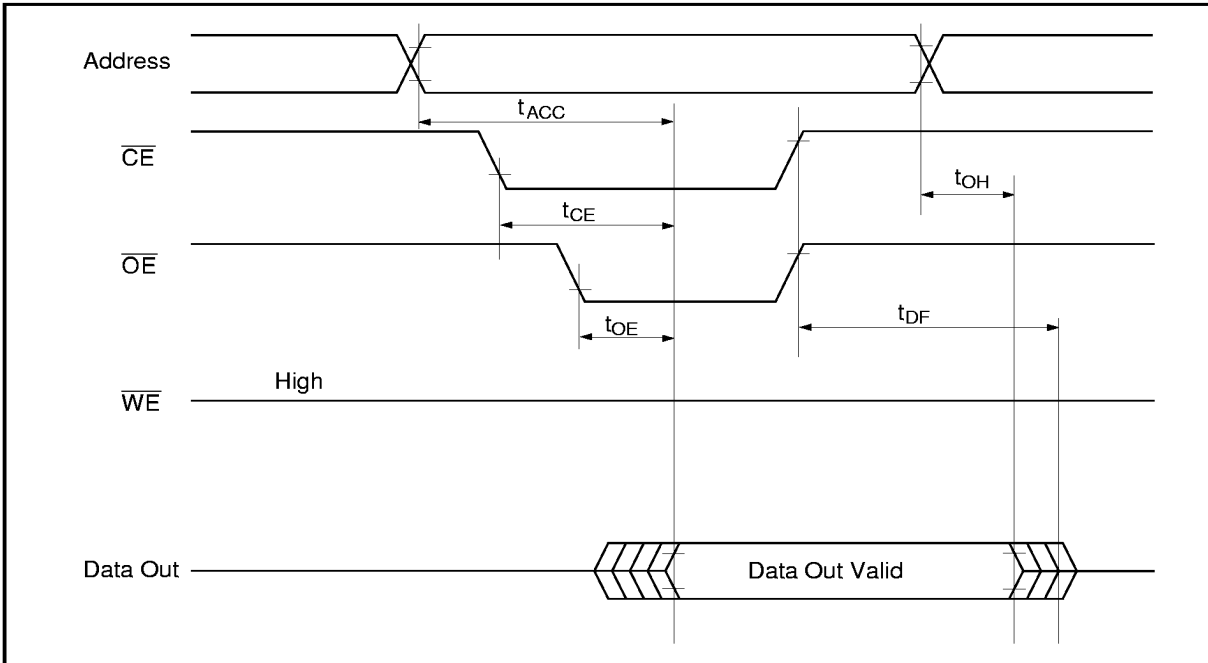 Address
tACC
CE
tOH
tCE
OE
tDF
tOE
High
WE
Data Out
Data Out Valid